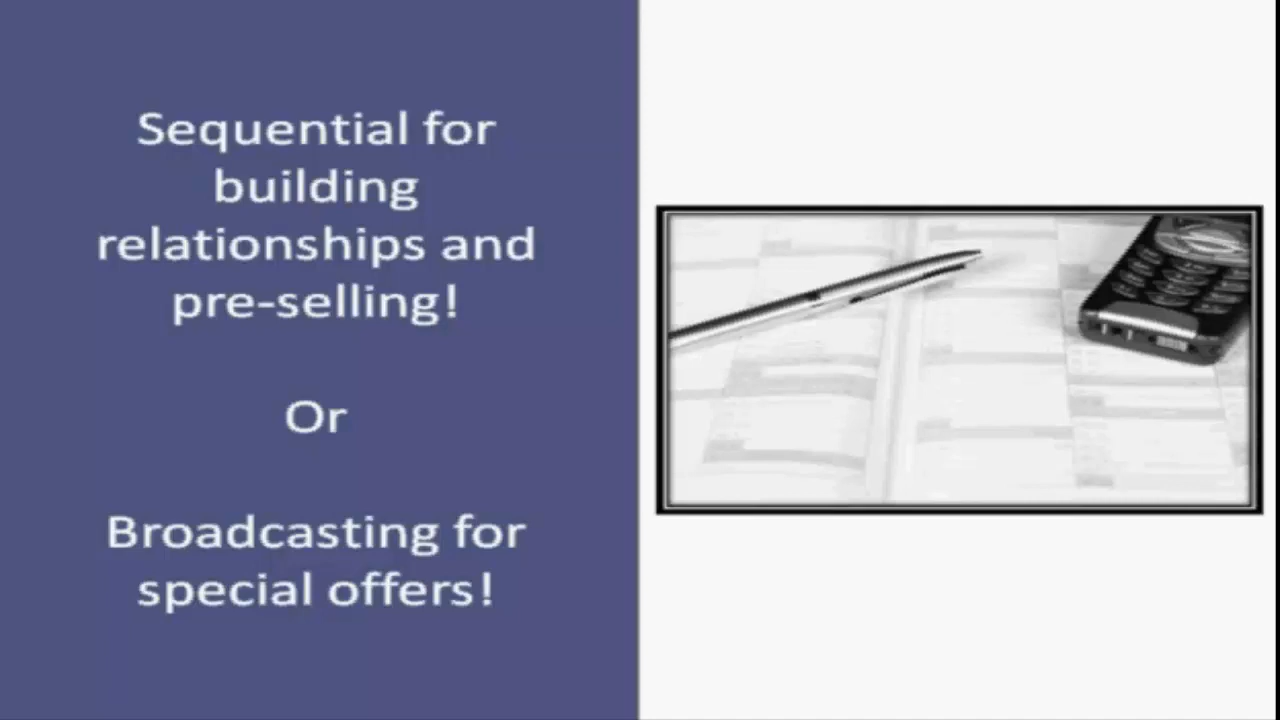 Sequential for
building
relationships and
pre-selling!
Or
Broadcasting for
special offers!